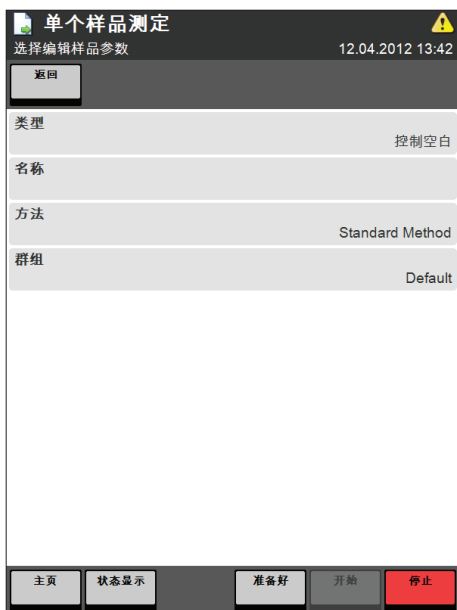 单个样品测定
选择编辑样品参数 12.04.2012 13:42
返回
类型
控制空白
名称
方法
Standard Method
群组
Default
主页 状态显示 准备好 开始 停止